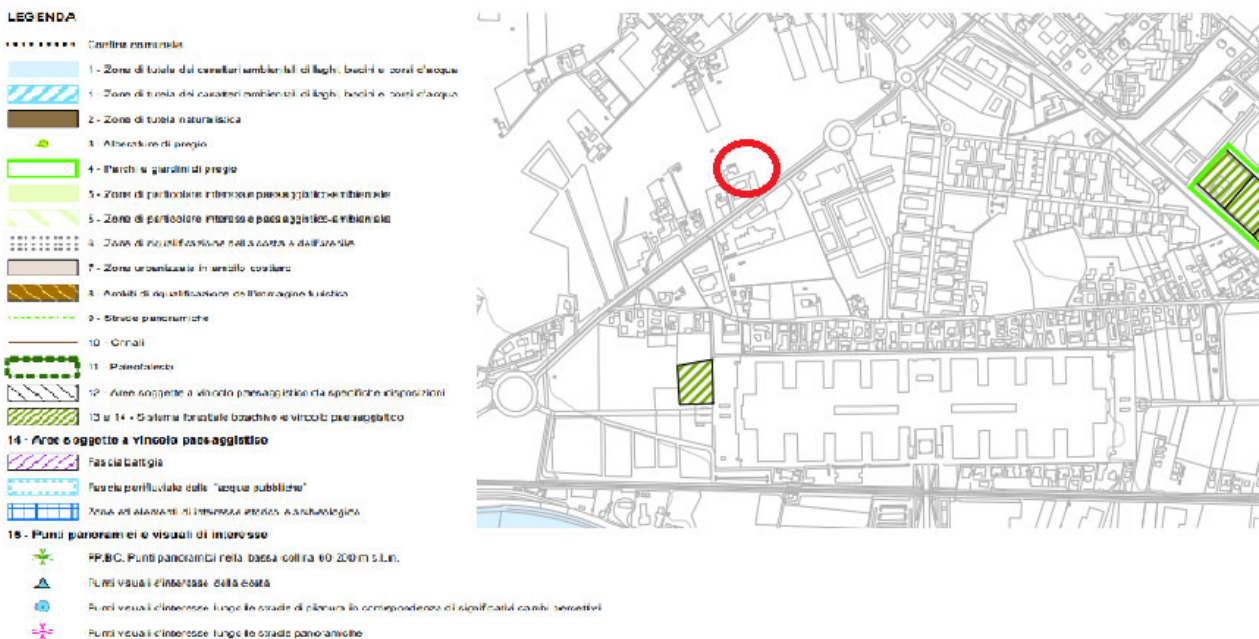 LEGENDA
Confine comunale
1 - Zone di tutela dei caratteri ambientali di laghi, bacini e corsi d'acqua
1 - Zone di tutela dei caratteri ambientali di laghi, bacini e corsi d'acqua
2 - Zone di tutela naturalistica
3 - Alberature di pregio
4 - Parchi e giardini di pregio
5 - Zone di particolare interesse paesaggistico-ambientale
5 - Zone di particolare interesse paesaggistico-ambientale
6 - Zone di riqualificazione della costa e dell'arenile
7 - Zone urbanizzate in ambito costiero
8 - Ambiti di riqualificazione dell'immagine turistica
9 - Strade panoramiche
10 - Crinali
11 - Paleofalesia
12 - Aree soggette a vincolo paesaggistico da specifiche disposizioni
13 e 14 - Sistema forestale boschivo e vincolo paesaggistico
14 - Aree soggette a vincolo paesaggistico
Fascia battigia
Fascia perifluviale delle "acque pubbliche"
Zone ed elementi di interesse storico e archeologico
15 - Punti panoramici e visuali di interesse
PP.BC. Punti panoramici nella bassa collina 60-200 m s.l.m.
Punti visuali d'interesse della costa
Punti visuali d'interesse lungo le strade di pianura in corrispondenza di significativi cambi percettivi
Punti visuali d'interesse lungo le strade panoramiche